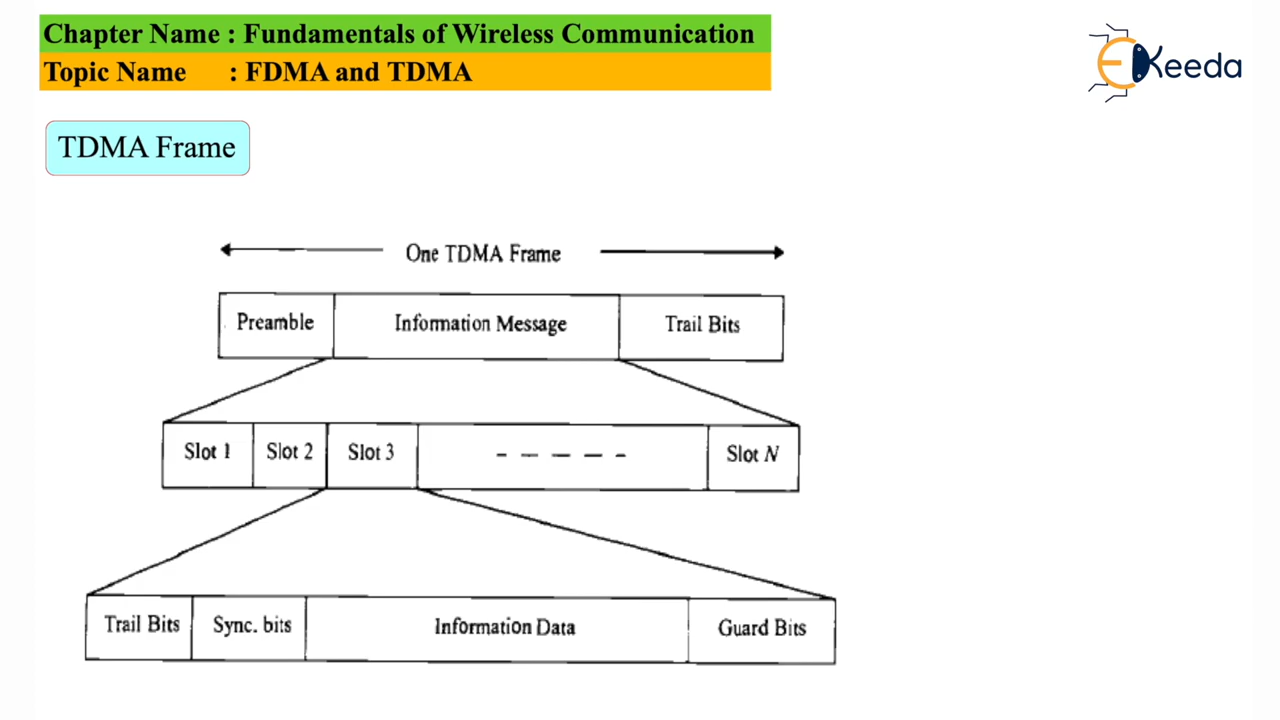 Chapter Name : Fundamentals of Wireless Communication
Topic Name : FDMA and TDMA
EKeeda
TDMA Frame
One TDMA Frame
Preamble Information Message Trail Bits
Slot 1 Slot 2 Slot 3 Slot N
Trail Bits Sync. bits Information Data Guard Bits